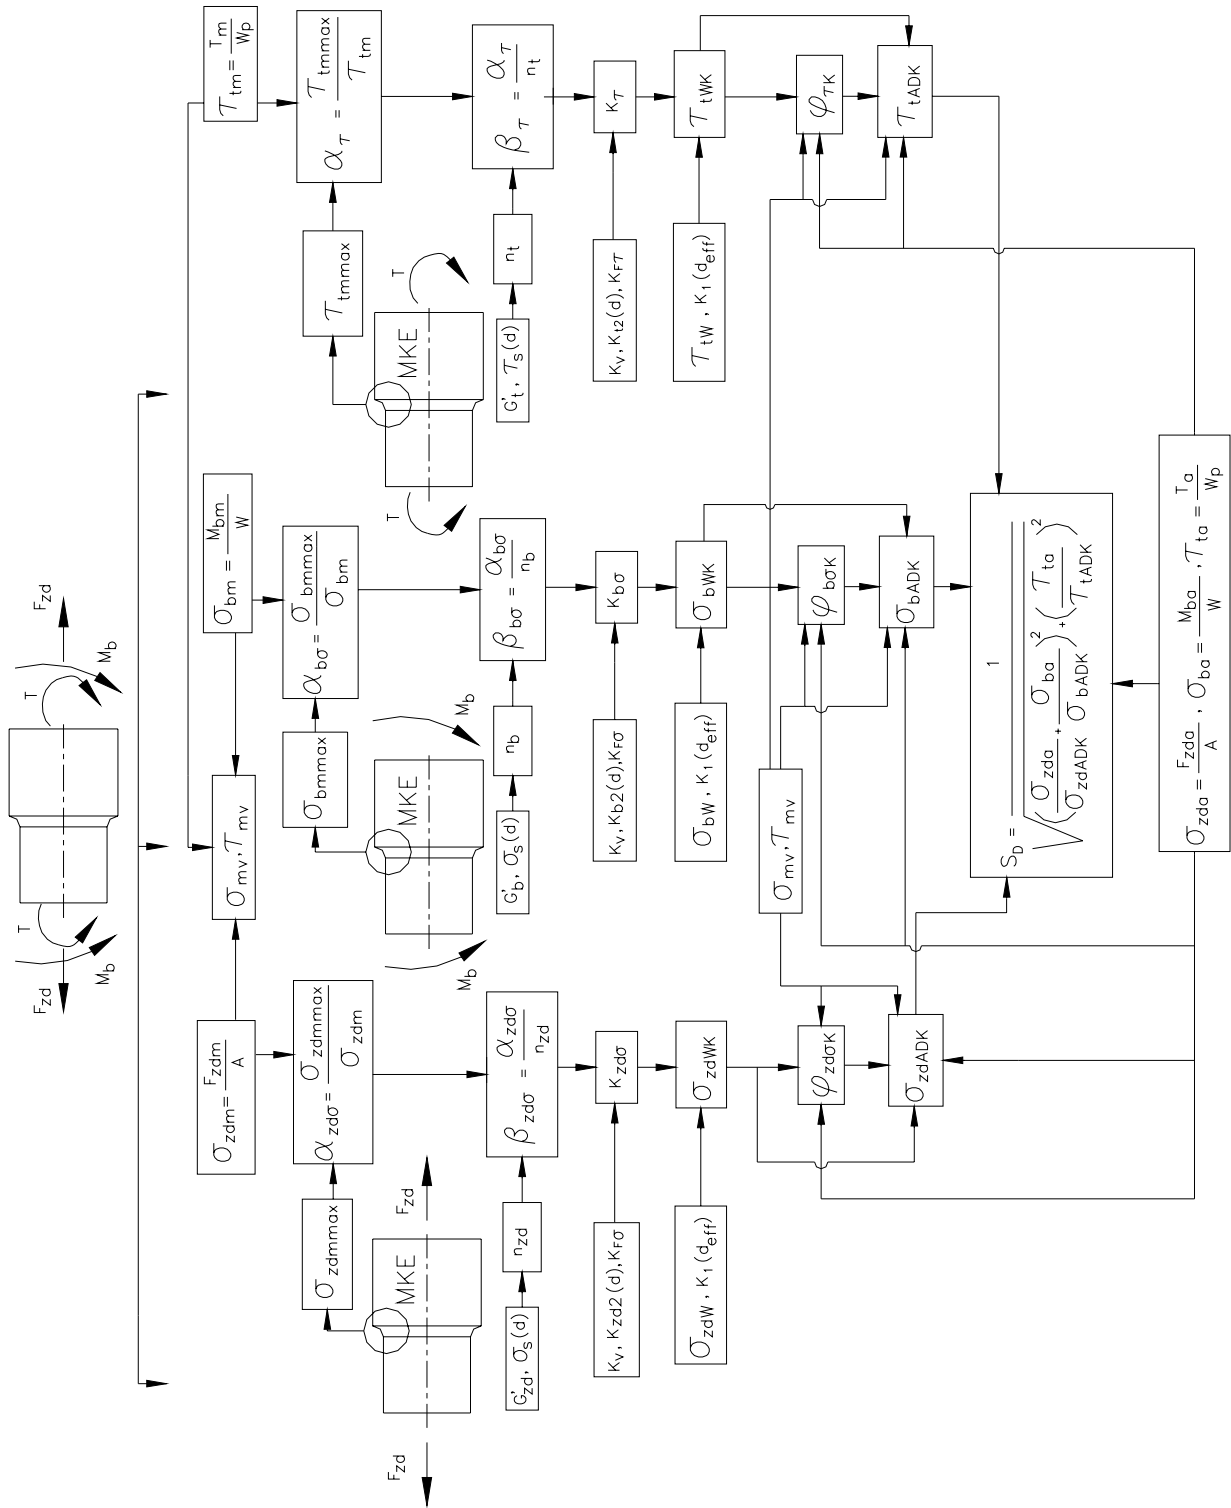 F_zd F_zd
T T
M_b M_b
σ_zdm = F_zdm / A
σ_mv, τ_mv
σ_bm = M_bm / W
τ_tm = T_m / W_p
σ_zdmmax
α_zdσ = σ_zdmmax / σ_zdm
σ_bmmax
α_bσ = σ_bmmax / σ_bm
τ_tmmax
α_τ = τ_tmmax / τ_tm
F_zd MKE F_zd
M_b MKE M_b
T MKE T
G'_zd, σ_s(d)
n_zd
β_zdσ = α_zdσ / n_zd
G'_b, σ_s(d)
n_b
β_bσ = α_bσ / n_b
G'_t, τ_s(d)
n_t
β_τ = α_τ / n_t
K_V, K_zd2(d), K_Fσ
K_zdσ
K_V, K_b2(d), K_Fσ
K_bσ
K_V, K_t2(d), K_Fτ
K_τ
σ_zdW, K_1(d_eff)
σ_zdWK
σ_bW, K_1(d_eff)
σ_bWK
τ_tW, K_1(d_eff)
τ_tWK
φ_zdσK
σ_mv, τ_mv
φ_bσK
φ_τK
σ_zdADK
σ_bADK
τ_tADK
S_D = 1 / √((σ_zda / σ_zdADK + σ_ba / σ_bADK)² + (τ_ta / τ_tADK)²)
σ_zda = F_zda / A, σ_ba = M_ba / W, τ_ta = T_a / W_p